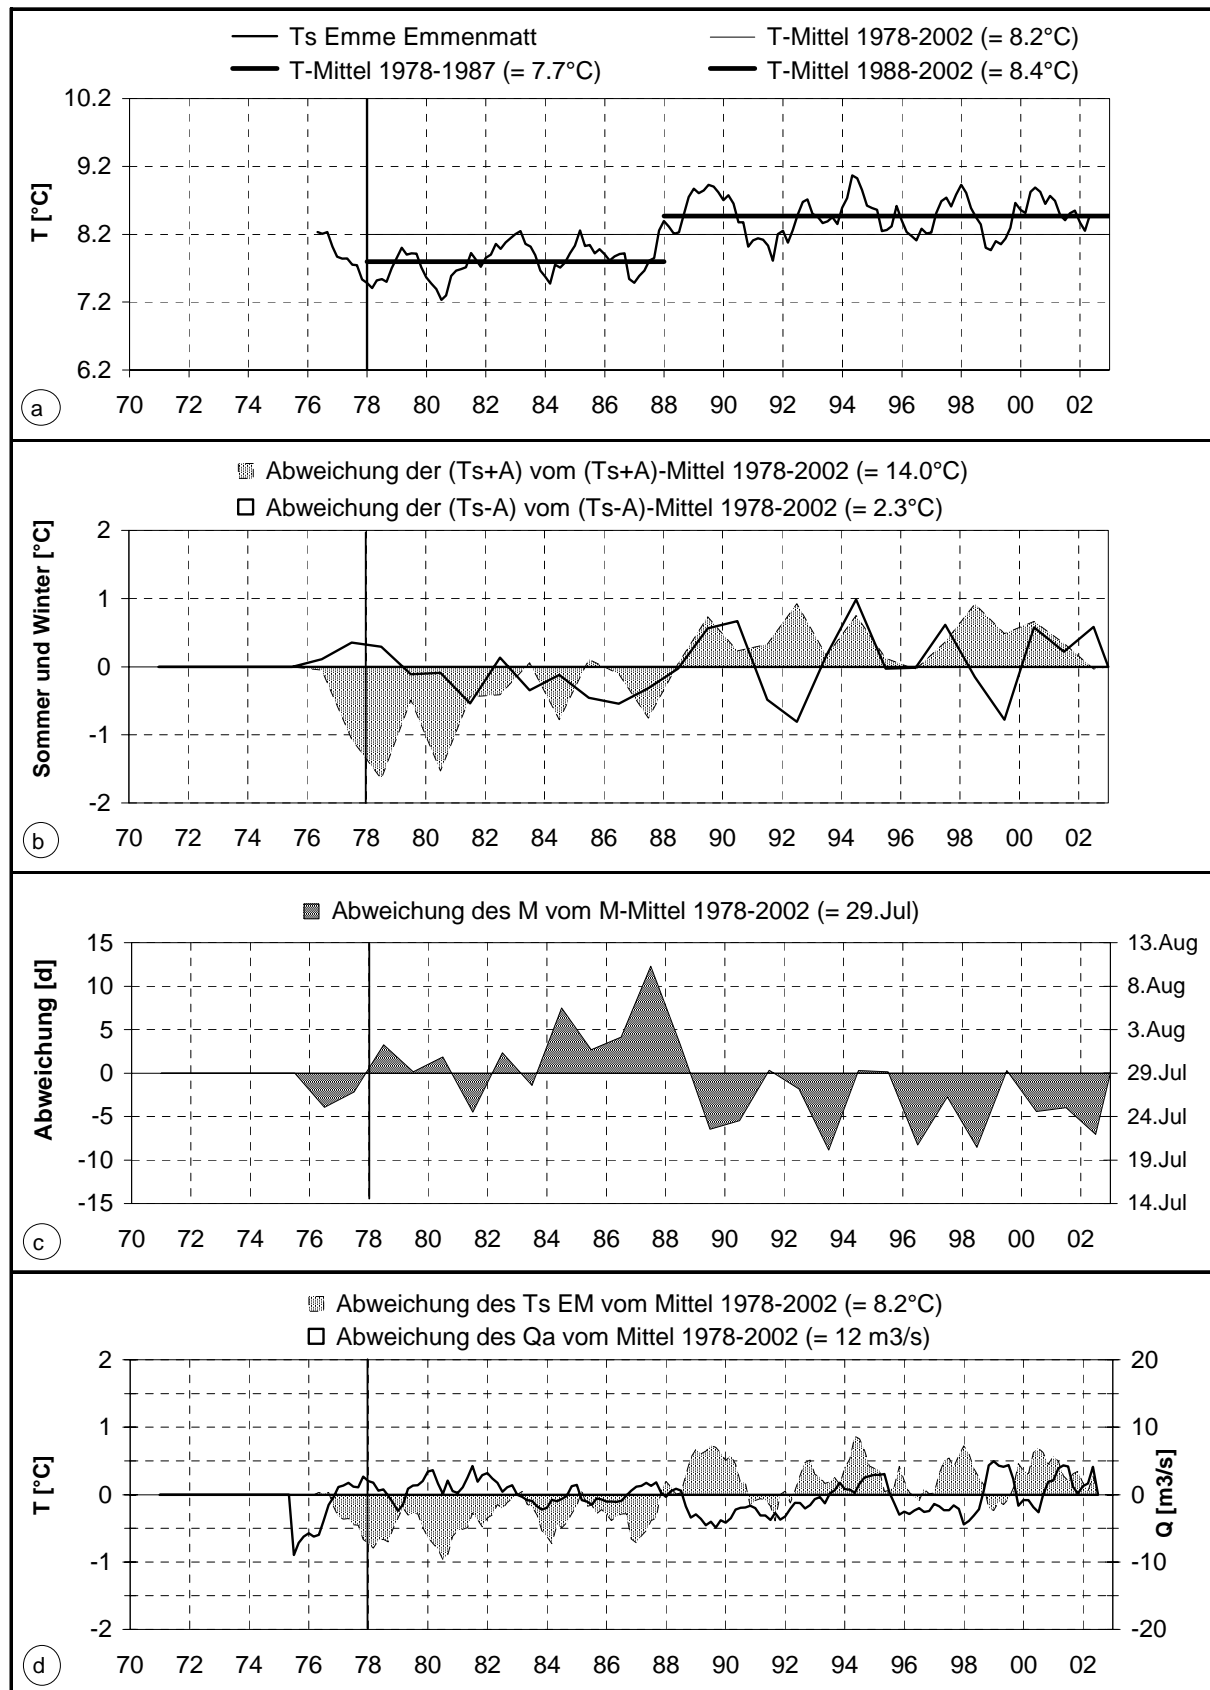 Ts Emme Emmenmatt
T-Mittel 1978-2002 (= 8.2°C)
T-Mittel 1978-1987 (= 7.7°C)
T-Mittel 1988-2002 (= 8.4°C)
10.2
9.2
8.2
7.2
6.2
T [°C]
70 72 74 76 78 80 82 84 86 88 90 92 94 96 98 00 02
a
Abweichung der (Ts+A) vom (Ts+A)-Mittel 1978-2002 (= 14.0°C)
Abweichung der (Ts-A) vom (Ts-A)-Mittel 1978-2002 (= 2.3°C)
2
1
0
-1
-2
Sommer und Winter [°C]
70 72 74 76 78 80 82 84 86 88 90 92 94 96 98 00 02
b
Abweichung des M vom M-Mittel 1978-2002 (= 29.Jul)
15
10
5
0
-5
-10
-15
Abweichung [d]
13.Aug
8.Aug
3.Aug
29.Jul
24.Jul
19.Jul
14.Jul
70 72 74 76 78 80 82 84 86 88 90 92 94 96 98 00 02
c
Abweichung des Ts EM vom Mittel 1978-2002 (= 8.2°C)
Abweichung des Qa vom Mittel 1978-2002 (= 12 m3/s)
2
1
0
-1
-2
T [°C]
20
10
0
-10
-20
Q [m3/s]
70 72 74 76 78 80 82 84 86 88 90 92 94 96 98 00 02
d